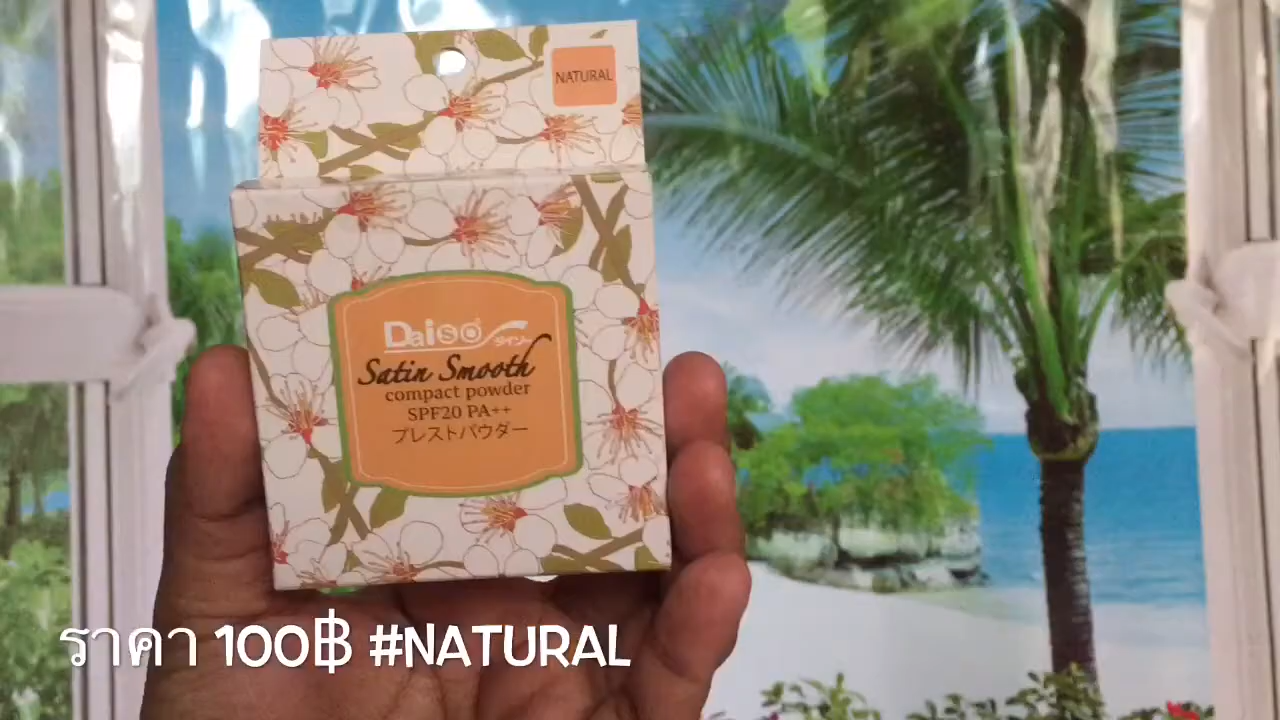 NATURAL
Daiso ダイソー
Satin Smooth
compact powder
SPF20 PA++
プレストパウダー
ราคา 100฿ #NATURAL